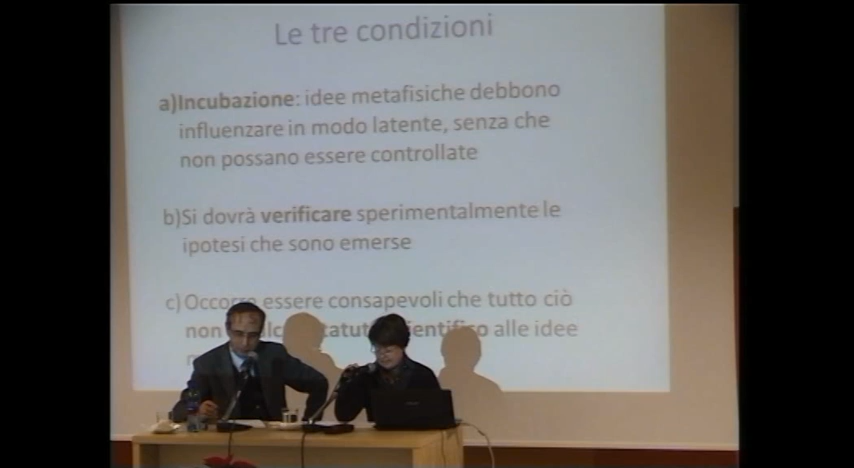 Le tre condizioni
a)Incubazione: idee metafisiche debbono
influenzare in modo latente, senza che
non possano essere controllate
b)Si dovrà verificare sperimentalmente le
ipotesi che sono emerse
c) Occorre essere consapevoli che tutto ciò
non alle idee